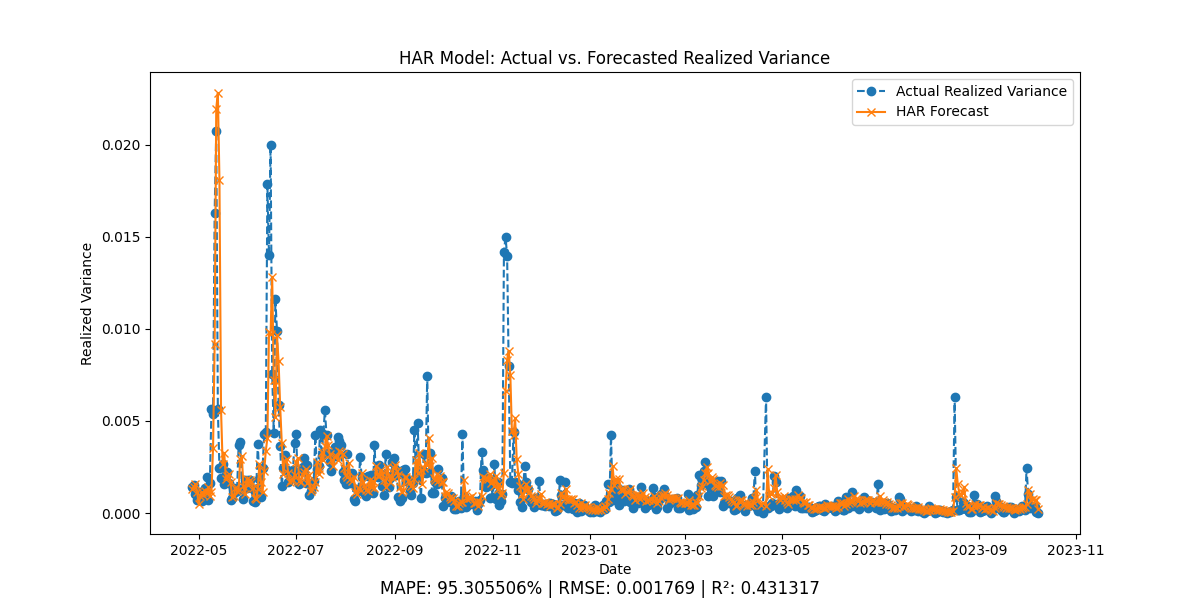 HAR Model: Actual vs. Forecasted Realized Variance
Actual Realized Variance
HAR Forecast
Realized Variance
0.020
0.015
0.010
0.005
0.000
2022-05
2022-07
2022-09
2022-11
2023-01
2023-03
2023-05
2023-07
2023-09
2023-11
Date
MAPE: 95.305506% | RMSE: 0.001769 | R²: 0.431317